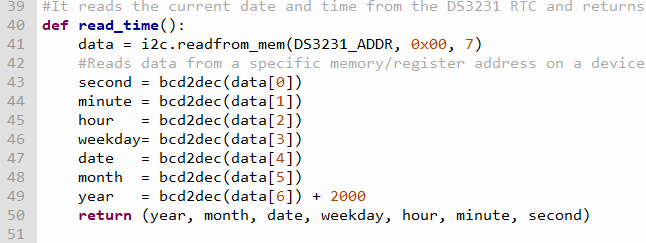 39 #It reads the current date and time from the DS3231 RTC and returns
40 def read_time():
41     data = i2c.readfrom_mem(DS3231_ADDR, 0x00, 7)
42     #Reads data from a specific memory/register address on a device
43     second = bcd2dec(data[0])
44     minute = bcd2dec(data[1])
45     hour   = bcd2dec(data[2])
46     weekday= bcd2dec(data[3])
47     date   = bcd2dec(data[4])
48     month  = bcd2dec(data[5])
49     year   = bcd2dec(data[6]) + 2000
50     return (year, month, date, weekday, hour, minute, second)
51